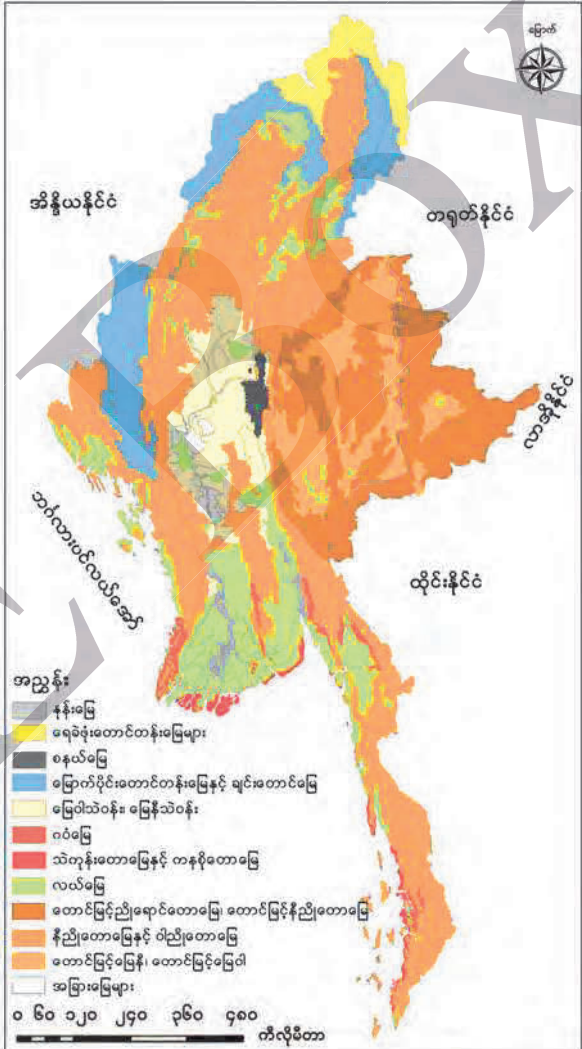 မြောက်
အိန္ဒိယနိုင်ငံ
တရုတ်နိုင်ငံ
လာအိုနိုင်ငံ
ဘင်္ဂလားပင်လယ်အော်
ထိုင်းနိုင်ငံ
အညွှန်း
နုန်းမြေ
ရေခဲဖုံးတောင်တန်းမြေများ
စနယ်မြေ
မြောက်ပိုင်းတောင်တန်းမြေနှင့် ချင်းတောင်မြေ
မြေဝါသဲဝန်း၊ မြေနီသဲဝန်း
ဂဝံမြေ
သဲကုန်းတောမြေနှင့် ကနစိုတောမြေ
လယ်မြေ
တောင်မြင့်ညိုရောင်တောမြေ၊ တောင်မြင့်နီညိုတောမြေ
နီညိုတောမြေနှင့် ဝါညိုတောမြေ
တောင်မြင့်မြေနီ၊ တောင်မြင့်မြေဝါ
အခြားမြေများ
၀ ၆၀ ၁၂၀ ၂၄၀ ၃၆၀ ၄၈၀
ကီလိုမီတာ